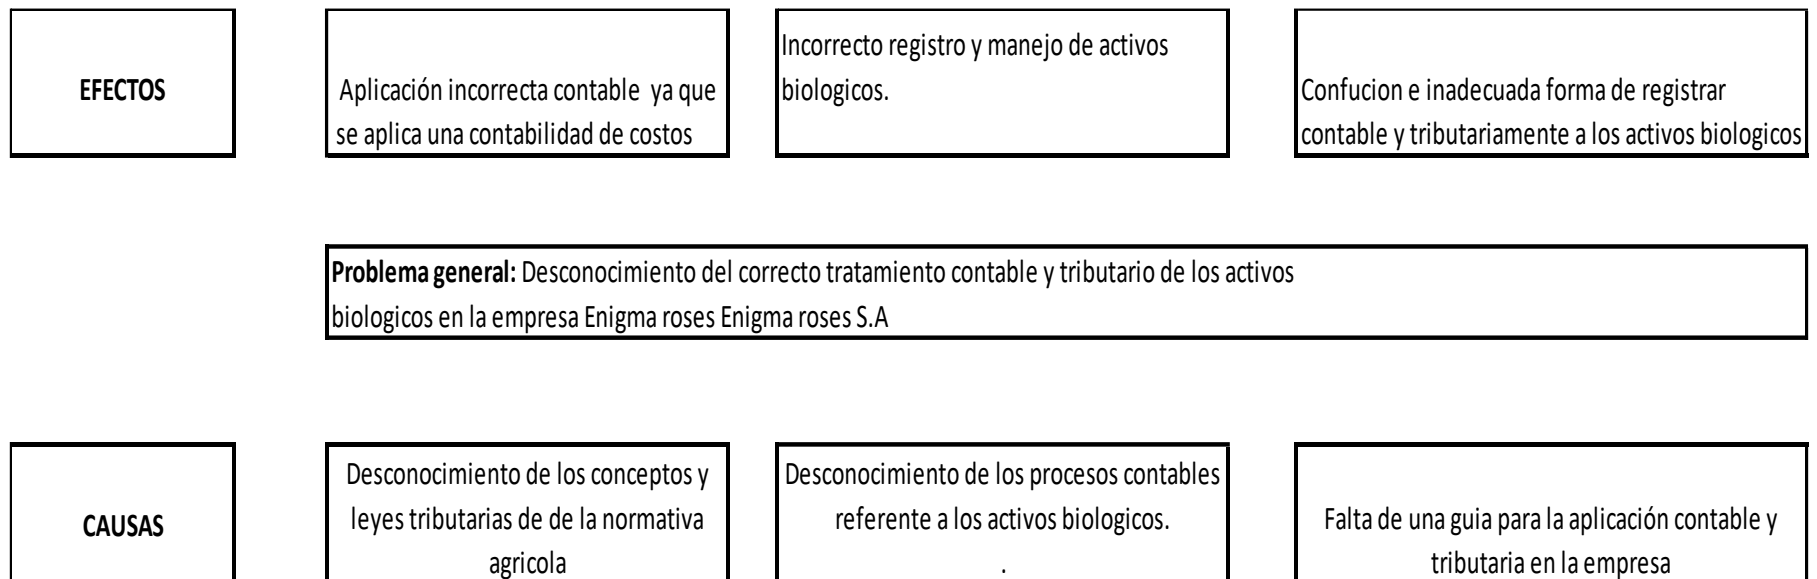 EFECTOS
Aplicación incorrecta contable ya que
se aplica una contabilidad de costos
Incorrecto registro y manejo de activos
biologicos.
Confucion e inadecuada forma de registrar
contable y tributariamente a los activos biologicos
Problema general: Desconocimiento del correcto tratamiento contable y tributario de los activos
biologicos en la empresa Enigma roses Enigma roses S.A
CAUSAS
Desconocimiento de los conceptos y
leyes tributarias de de la normativa
agricola
Desconocimiento de los procesos contables
referente a los activos biologicos.
.
Falta de una guia para la aplicación contable y
tributaria en la empresa